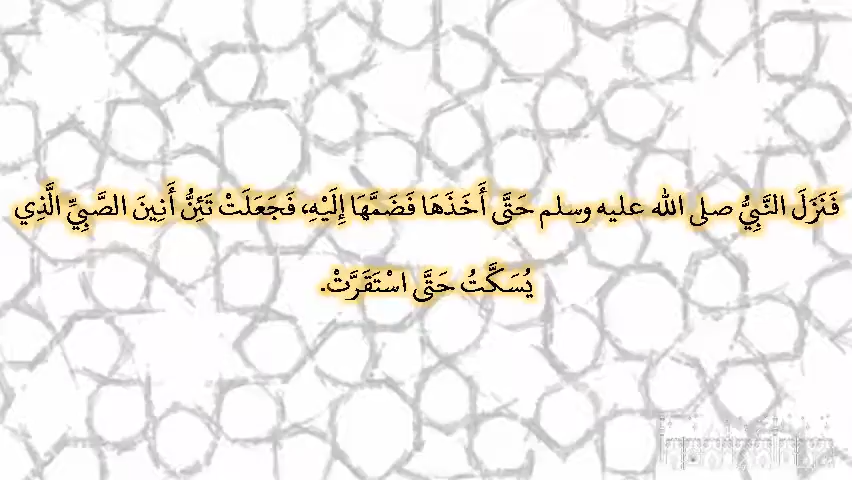 فَنَزَلَ النَّبِيُّ صلى الله عليه وسلم حَتَّى أَخَذَهَا فَضَمَّهَا إِلَيْهِ، فَجَعَلَتْ تَئِنُّ أَنِينَ الصَّبِيِّ الَّذِي
يُسَكَّتُ حَتَّى اسْتَقَرَّتْ.